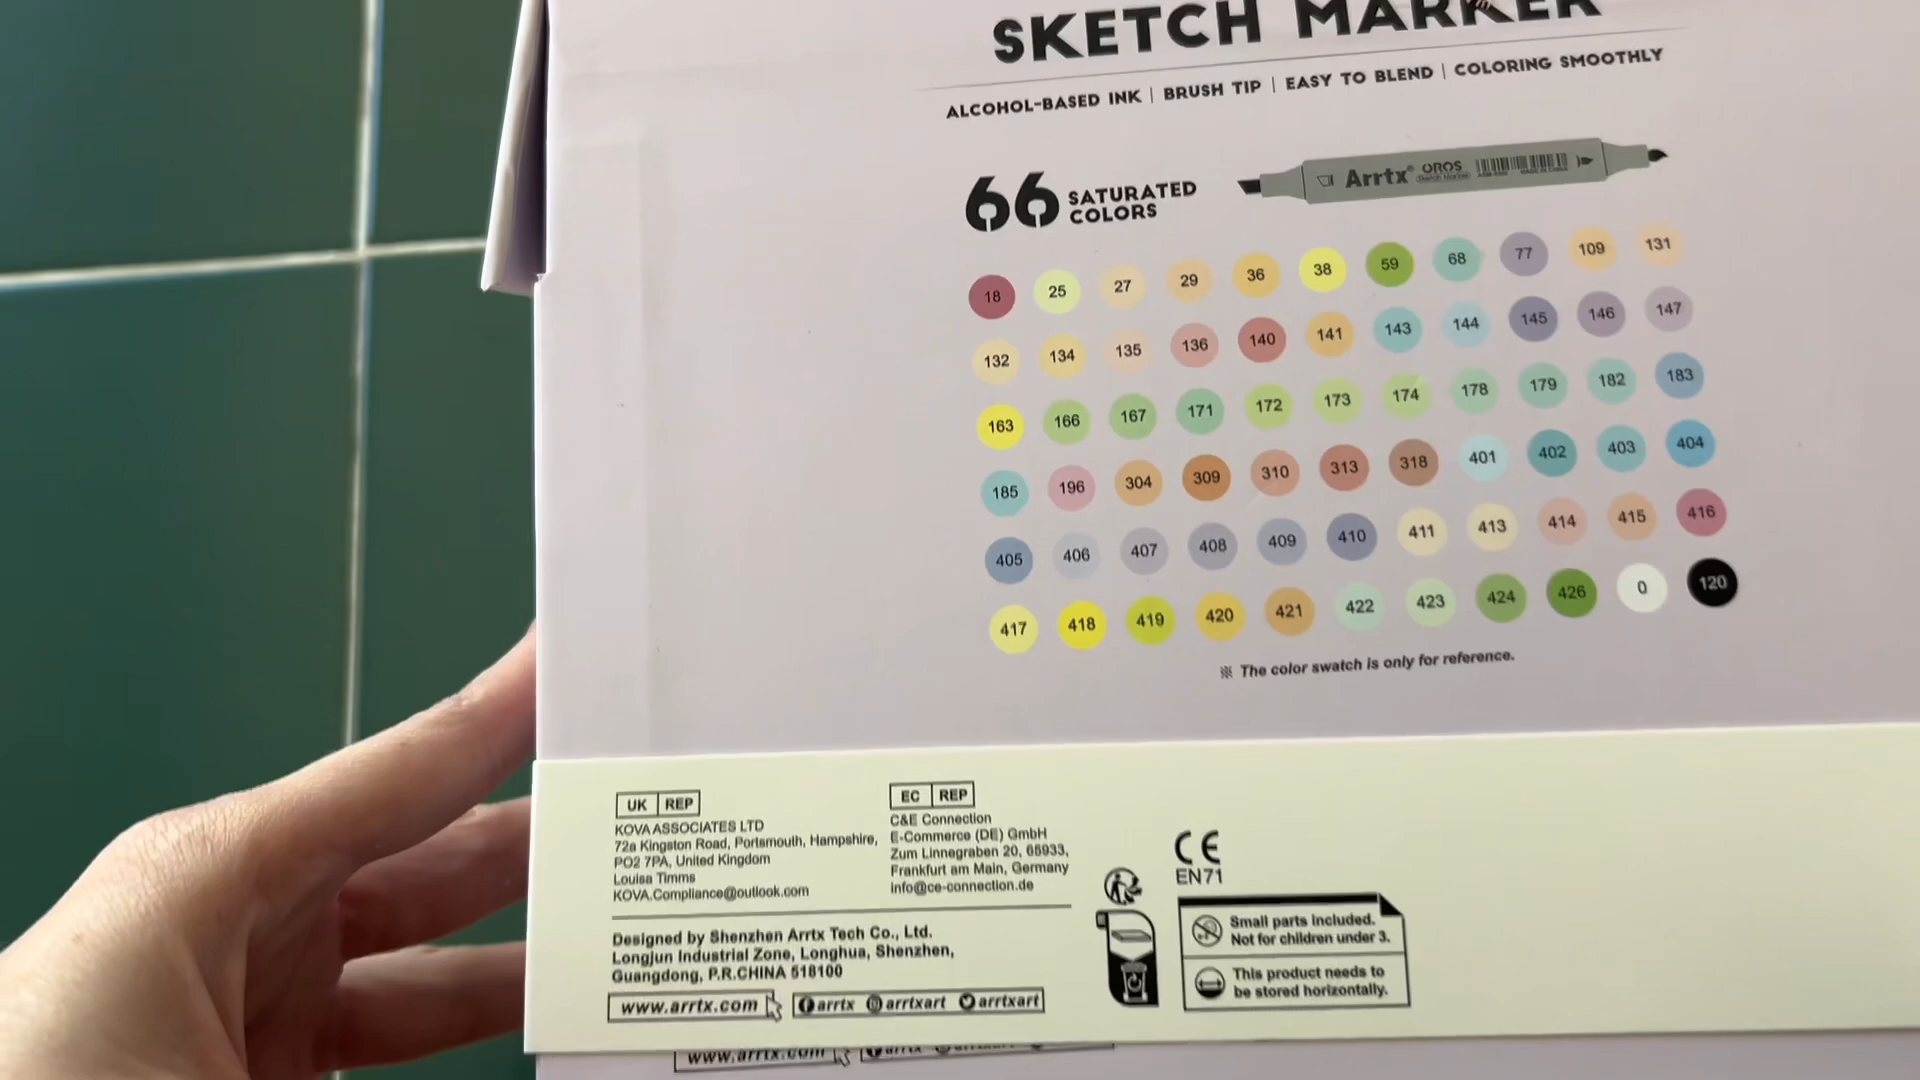 SKETCH MARKER
ALCOHOL-BASED INK | BRUSH TIP | EASY TO BLEND | COLORING SMOOTHLY
66 SATURATED COLORS
Arrtx® OROS
Sketch Marker
18 25 27 29 36 38 59 68 77 109 131
132 134 135 136 140 141 143 144 145 146 147
163 166 167 171 172 173 174 178 179 182 183
185 196 304 309 310 313 318 401 402 403 404
405 406 407 408 409 410 411 413 414 415 416
417 418 419 420 421 422 423 424 426 0 120
※ The color swatch is only for reference.
UK REP
KOVA ASSOCIATES LTD
72a Kingston Road, Portsmouth, Hampshire,
PO2 7PA, United Kingdom
Louisa Timms
KOVA.Compliance@outlook.com
EC REP
C&E Connection
E-Commerce (DE) GmbH
Zum Linnegraben 20, 65933,
Frankfurt am Main, Germany
info@ce-connection.de
Designed by Shenzhen Arrtx Tech Co., Ltd.
Longjun Industrial Zone, Longhua, Shenzhen,
Guangdong, P.R.CHINA 518100
www.arrtx.com arrtx arrtxart arrtxart
CE
EN71
Small parts included.
Not for children under 3.
This product needs to
be stored horizontally.
www.arrtx.com